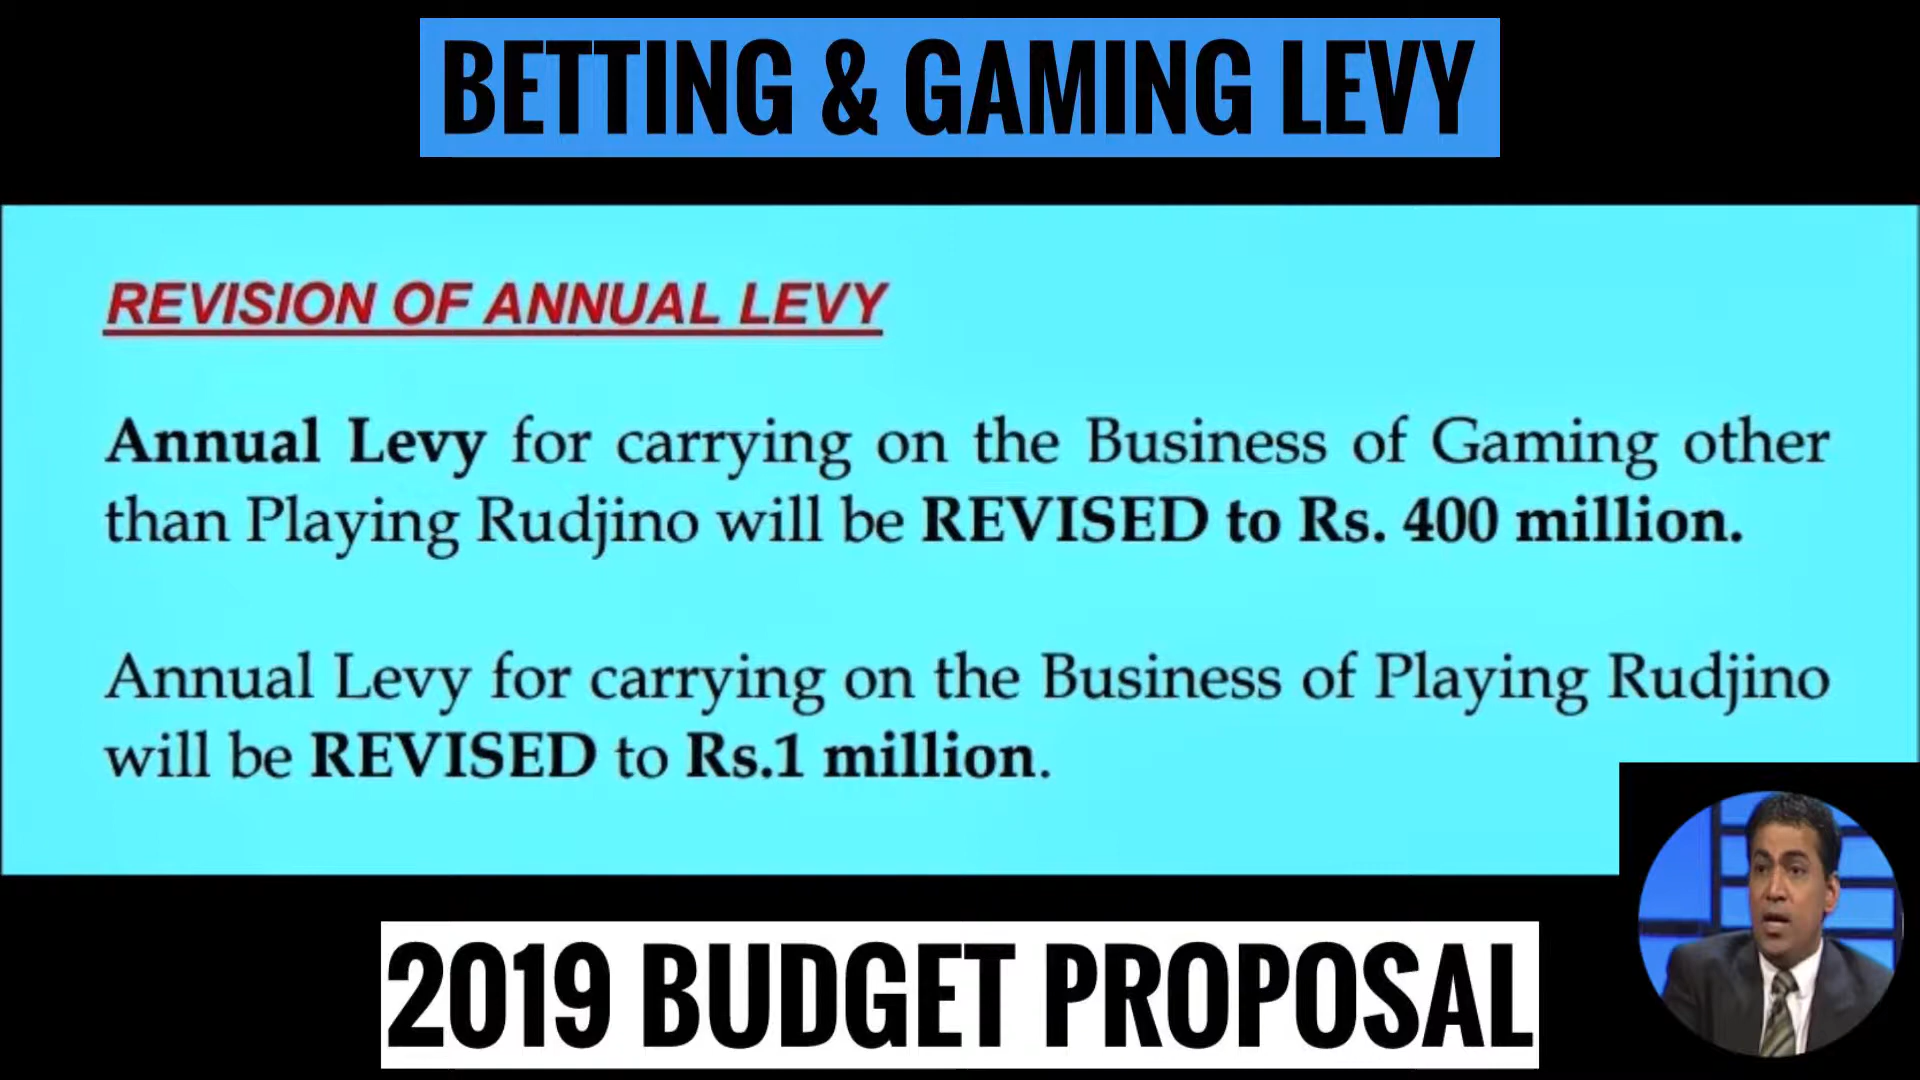 BETTING & GAMING LEVY
REVISION OF ANNUAL LEVY
Annual Levy for carrying on the Business of Gaming other
than Playing Rudjino will be REVISED to Rs. 400 million.
Annual Levy for carrying on the Business of Playing Rudjino
will be REVISED to Rs.1 million.
2019 BUDGET PROPOSAL